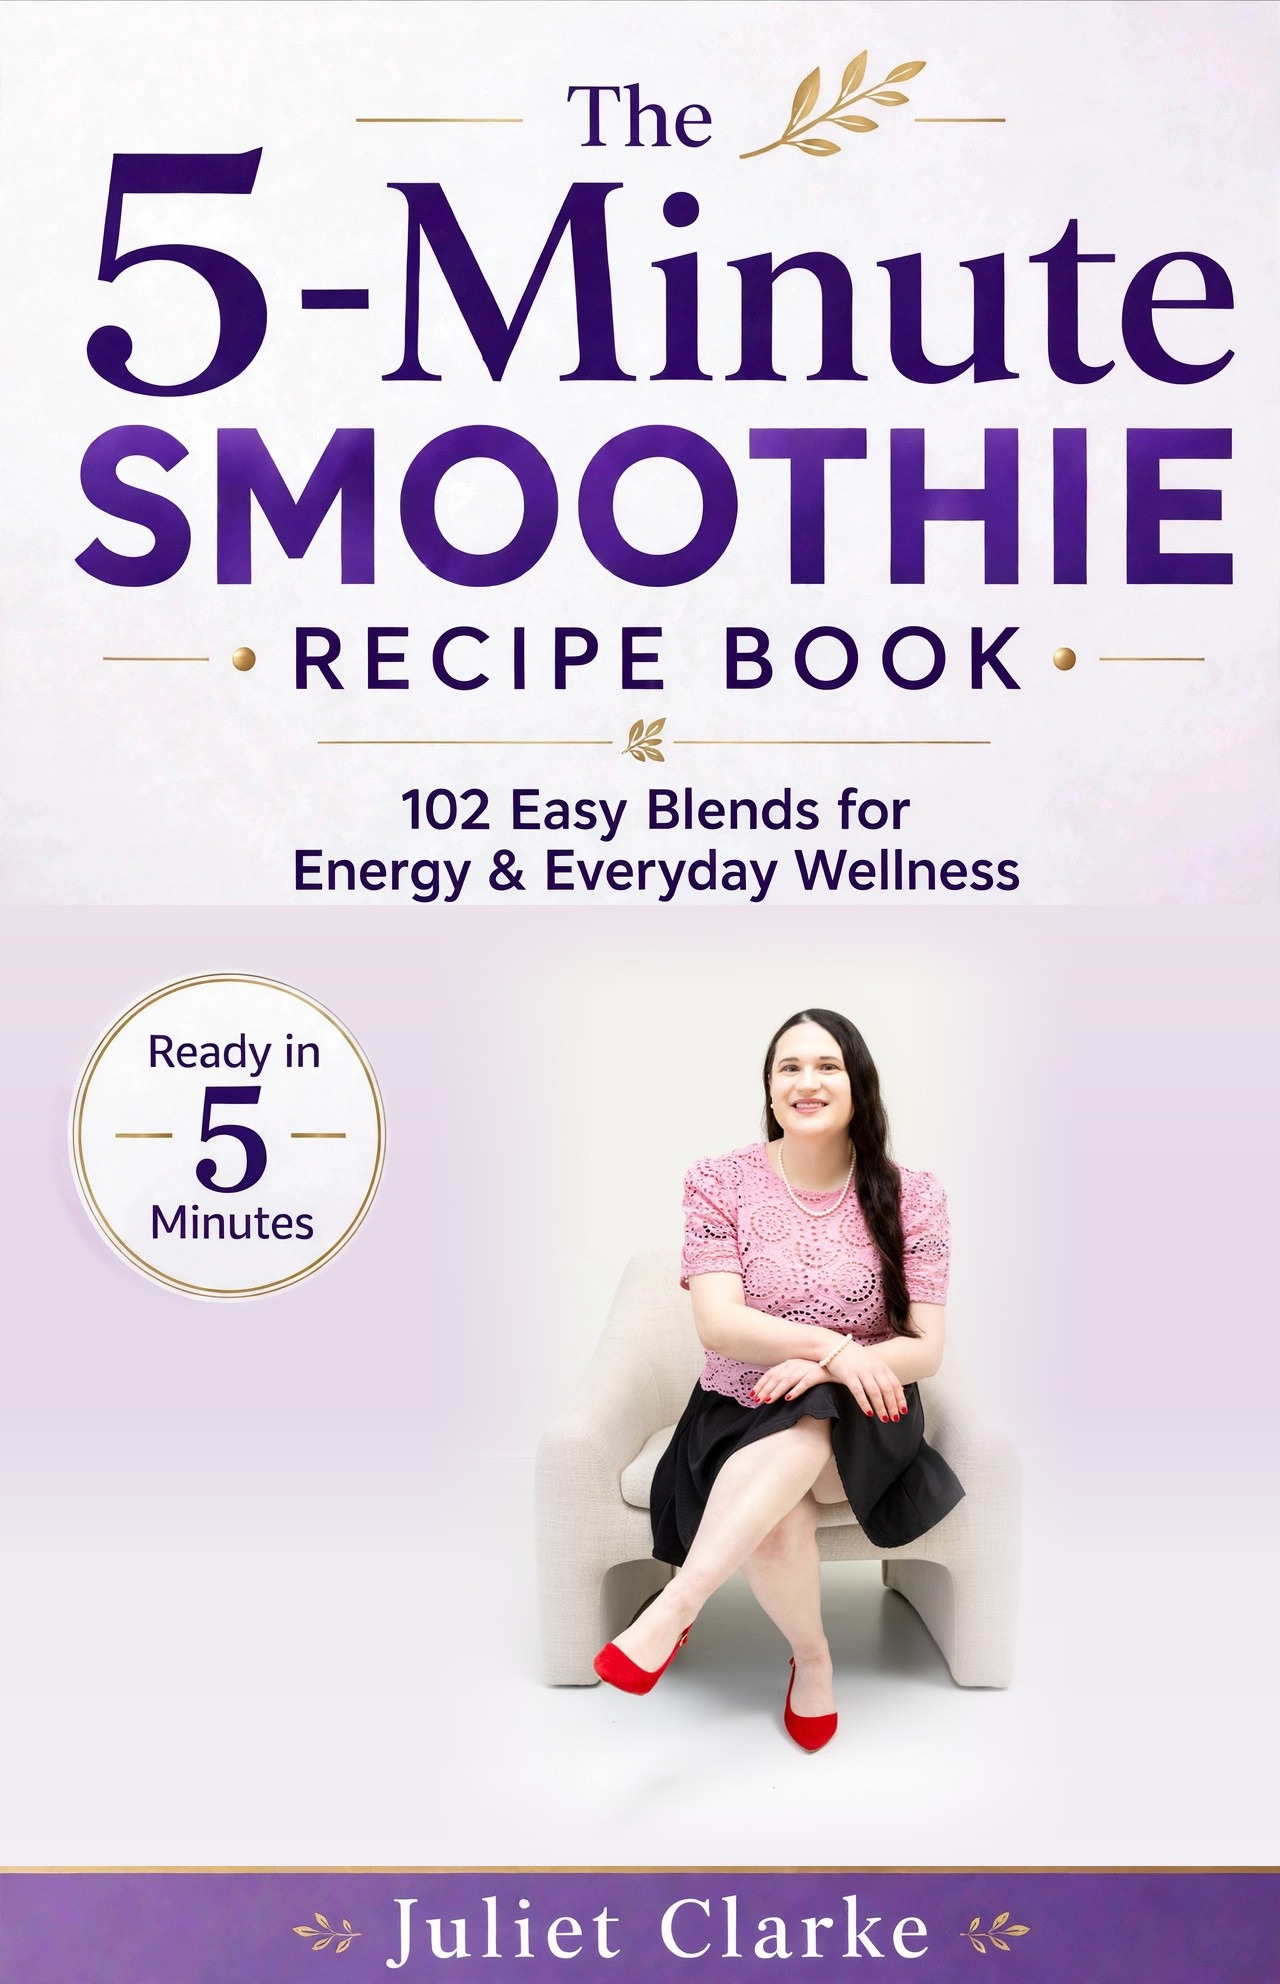 The
5-Minute
SMOOTHIE
RECIPE BOOK
102 Easy Blends for
Energy & Everyday Wellness
Ready in
5
Minutes
Juliet Clarke